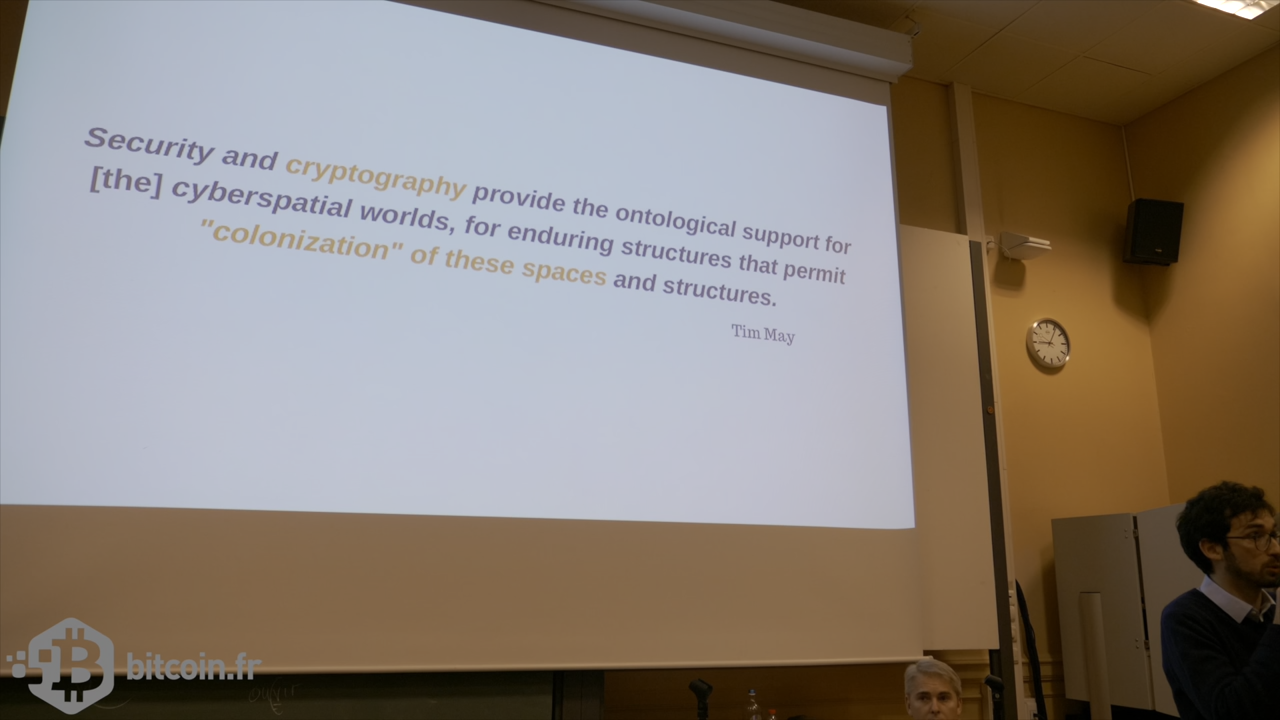 Security and cryptography provide the ontological support for
[the] cyberspatial worlds, for enduring structures that permit
"colonization" of these spaces and structures.
Tim May
bitcoin.fr